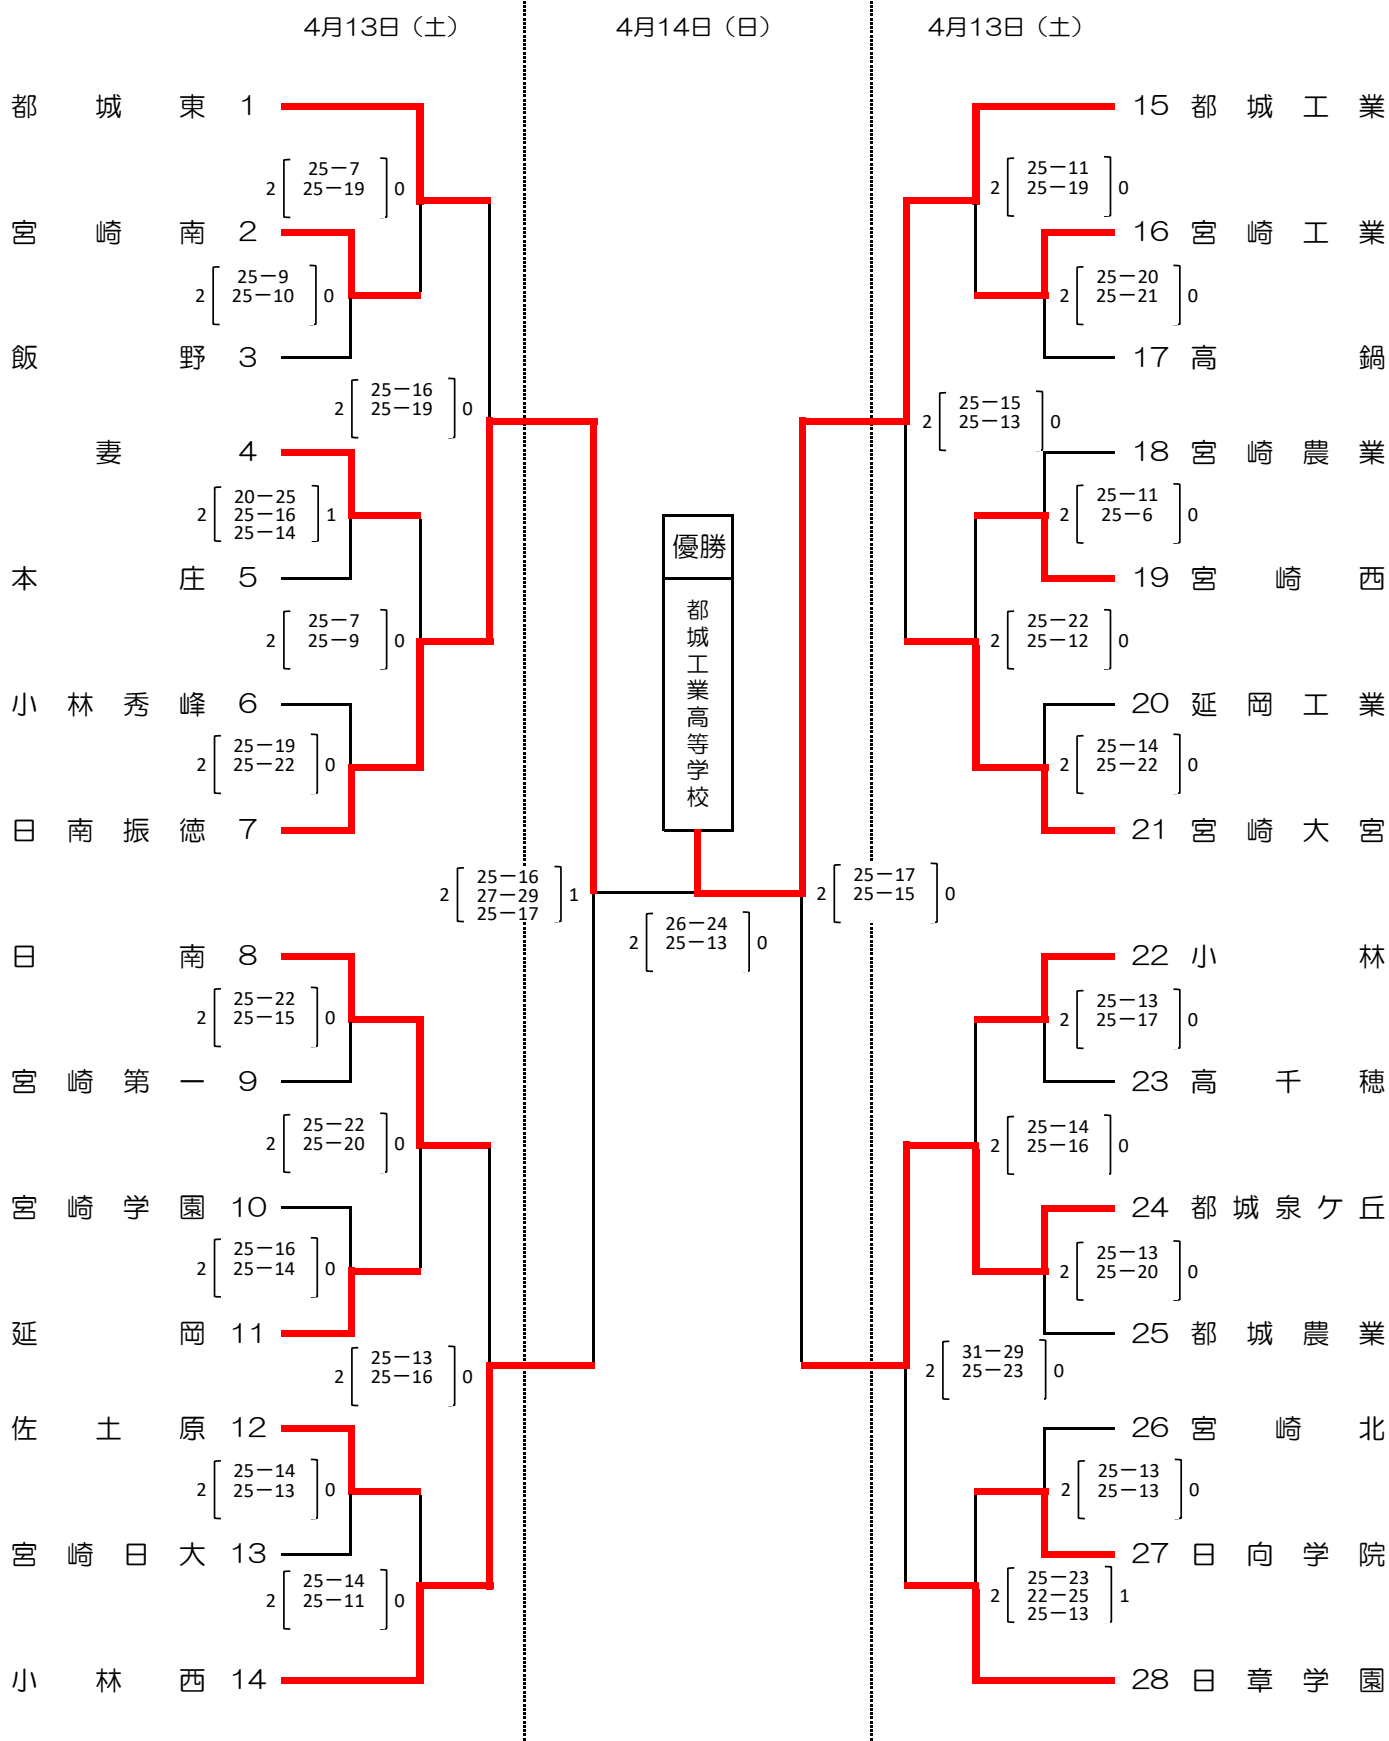 4月13日（土）
4月14日（日）
4月13日（土）
都城東 1
25－7
2 25－19 0
宮崎南 2
25－9
2 25－10 0
飯野 3
25－16
2 25－19 0
妻 4
20－25
2 25－16 1
25－14
本庄 5
25－7
2 25－9 0
小林秀峰 6
25－19
2 25－22 0
日南振徳 7
25－16
2 27－29 1
25－17
日南 8
25－22
2 25－15 0
宮崎第一 9
25－22
2 25－20 0
宮崎学園 10
25－16
2 25－14 0
延岡 11
25－13
2 25－16 0
佐土原 12
25－14
2 25－13 0
宮崎日大 13
25－14
2 25－11 0
小林西 14
優勝
都城工業高等学校
26－24
2 25－13 0
15 都城工業
25－11
2 25－19 0
16 宮崎工業
25－20
2 25－21 0
17 高鍋
25－15
2 25－13 0
18 宮崎農業
25－11
2 25－6 0
19 宮崎西
25－22
2 25－12 0
20 延岡工業
25－14
2 25－22 0
21 宮崎大宮
25－17
2 25－15 0
22 小林
25－13
2 25－17 0
23 高千穂
25－14
2 25－16 0
24 都城泉ケ丘
25－13
2 25－20 0
25 都城農業
31－29
2 25－23 0
26 宮崎北
25－13
2 25－13 0
27 日向学院
25－23
2 22－25 1
25－13
28 日章学園